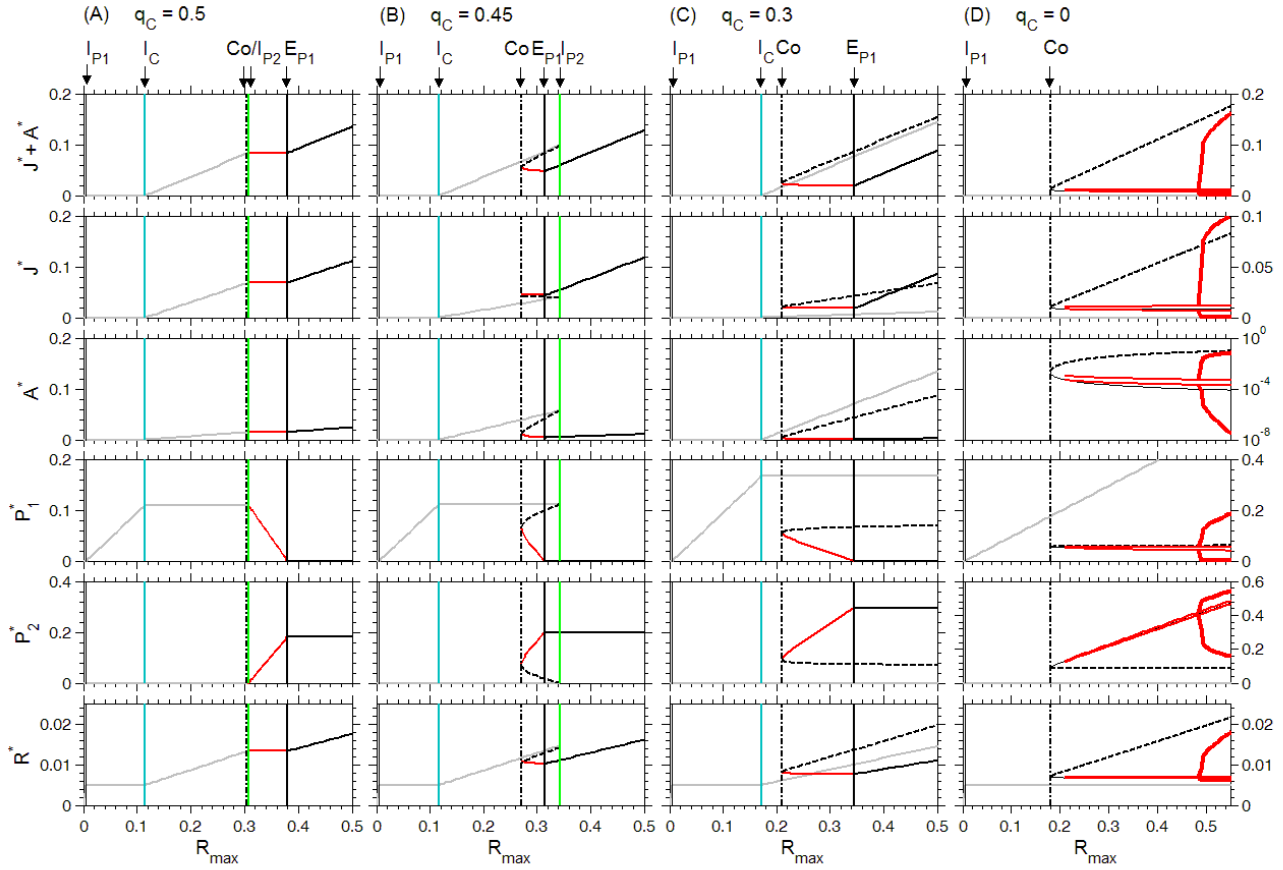 (A) q_C = 0.5 (B) q_C = 0.45 (C) q_C = 0.3 (D) q_C = 0
I_P1 I_C Co/I_P2 E_P1 I_P1 I_C Co E_P1 I_P2 I_P1 I_C Co E_P1 I_P1 Co
0.2 0.2
J* + A* 0.1 0.1
0 0
0.2 0.1
J* 0.1 0.05
0 0
0.2 10^0
A* 0.1 10^-4
0 10^-8
0.2 0.4
P*_1 0.1 0.2
0 0
0.4 0.6
P*_2 0.2 0.4
0.2
0 0
R* 0.02 0.02
0.01 0.01
0 0
0 0.1 0.2 0.3 0.4 0.5 0 0.1 0.2 0.3 0.4 0.5 0 0.1 0.2 0.3 0.4 0.5 0 0.1 0.2 0.3 0.4 0.5
R_max R_max R_max R_max